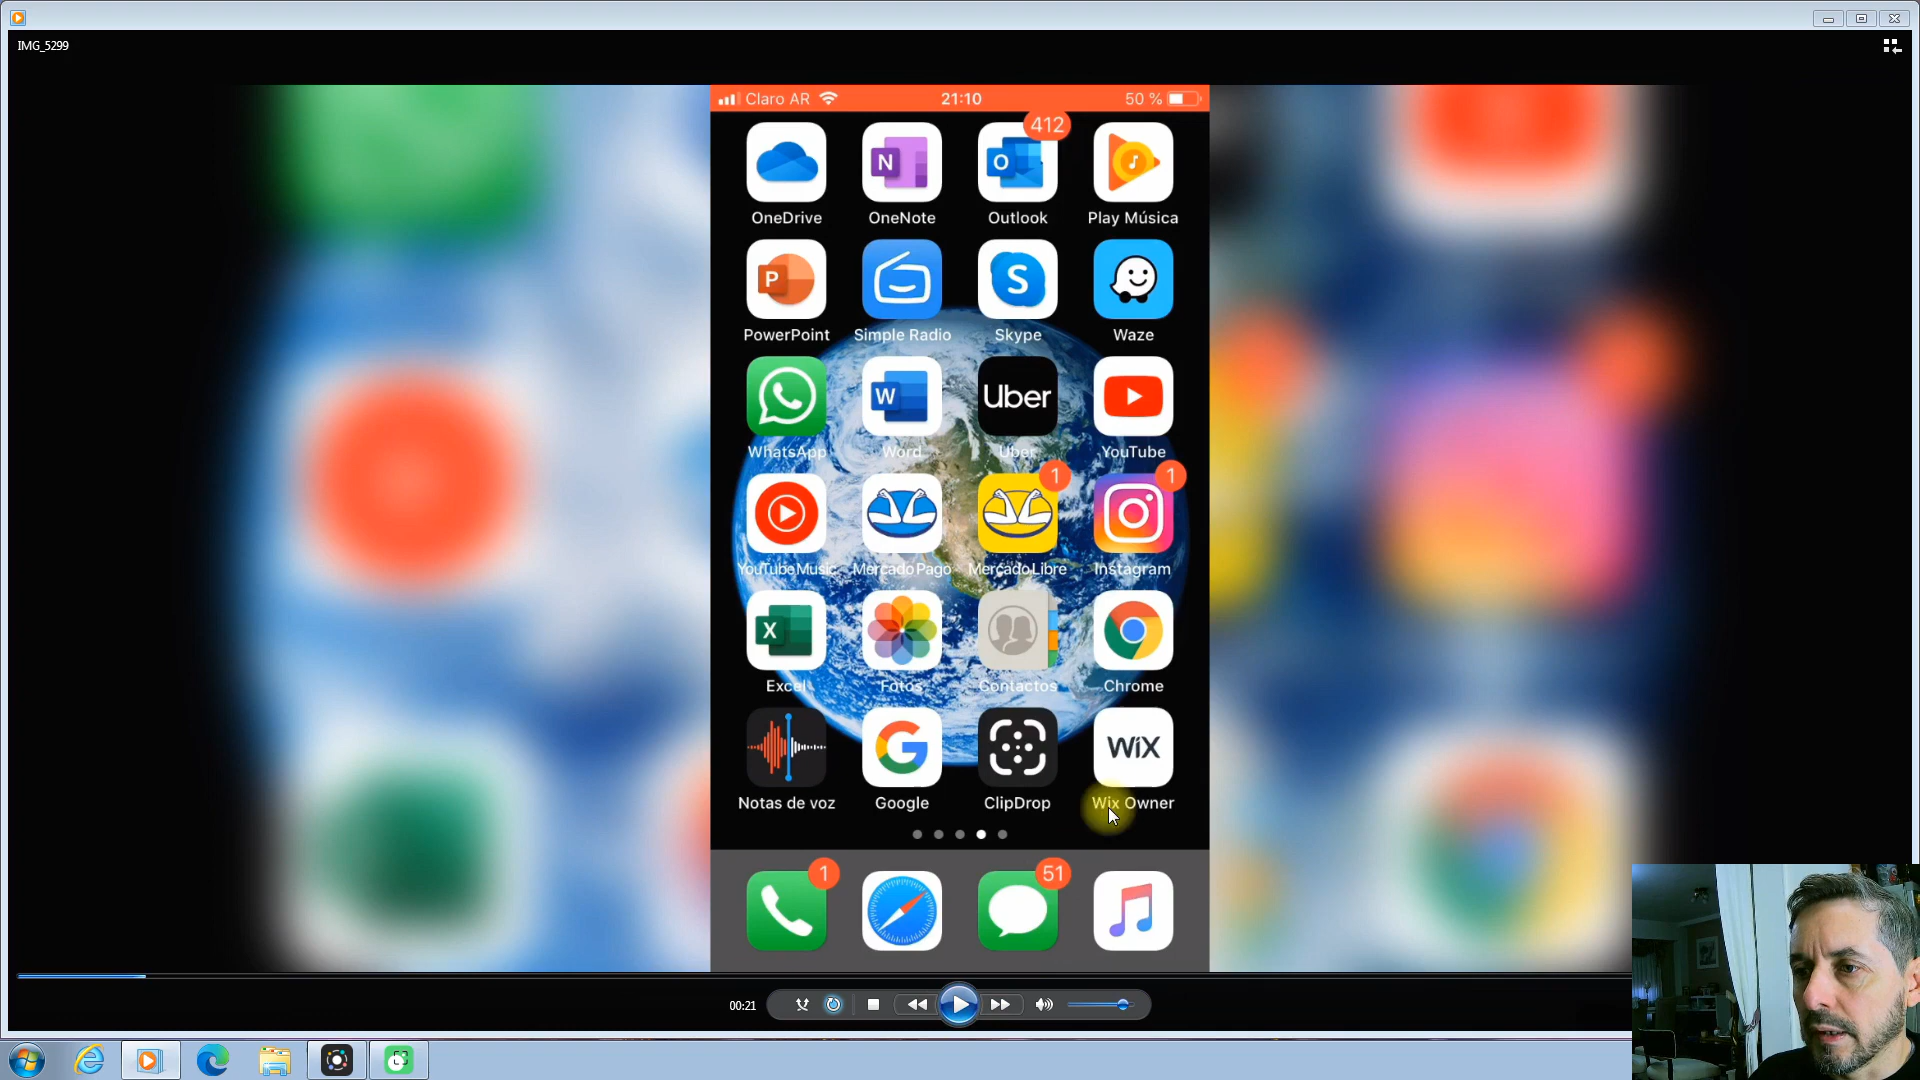 IMG_5299
Claro AR 21:10 50 %
412
N O
OneDrive OneNote Outlook Play Música
P S
PowerPoint Simple Radio Skype Waze
W Uber
WhatsApp Word Uber YouTube
1 1
YouTube Music Mercado Pago Mercado Libre Instagram
X
Excel Fotos Contactos Chrome
G WiX
Notas de voz Google ClipDrop Wix Owner
1 51
00:21